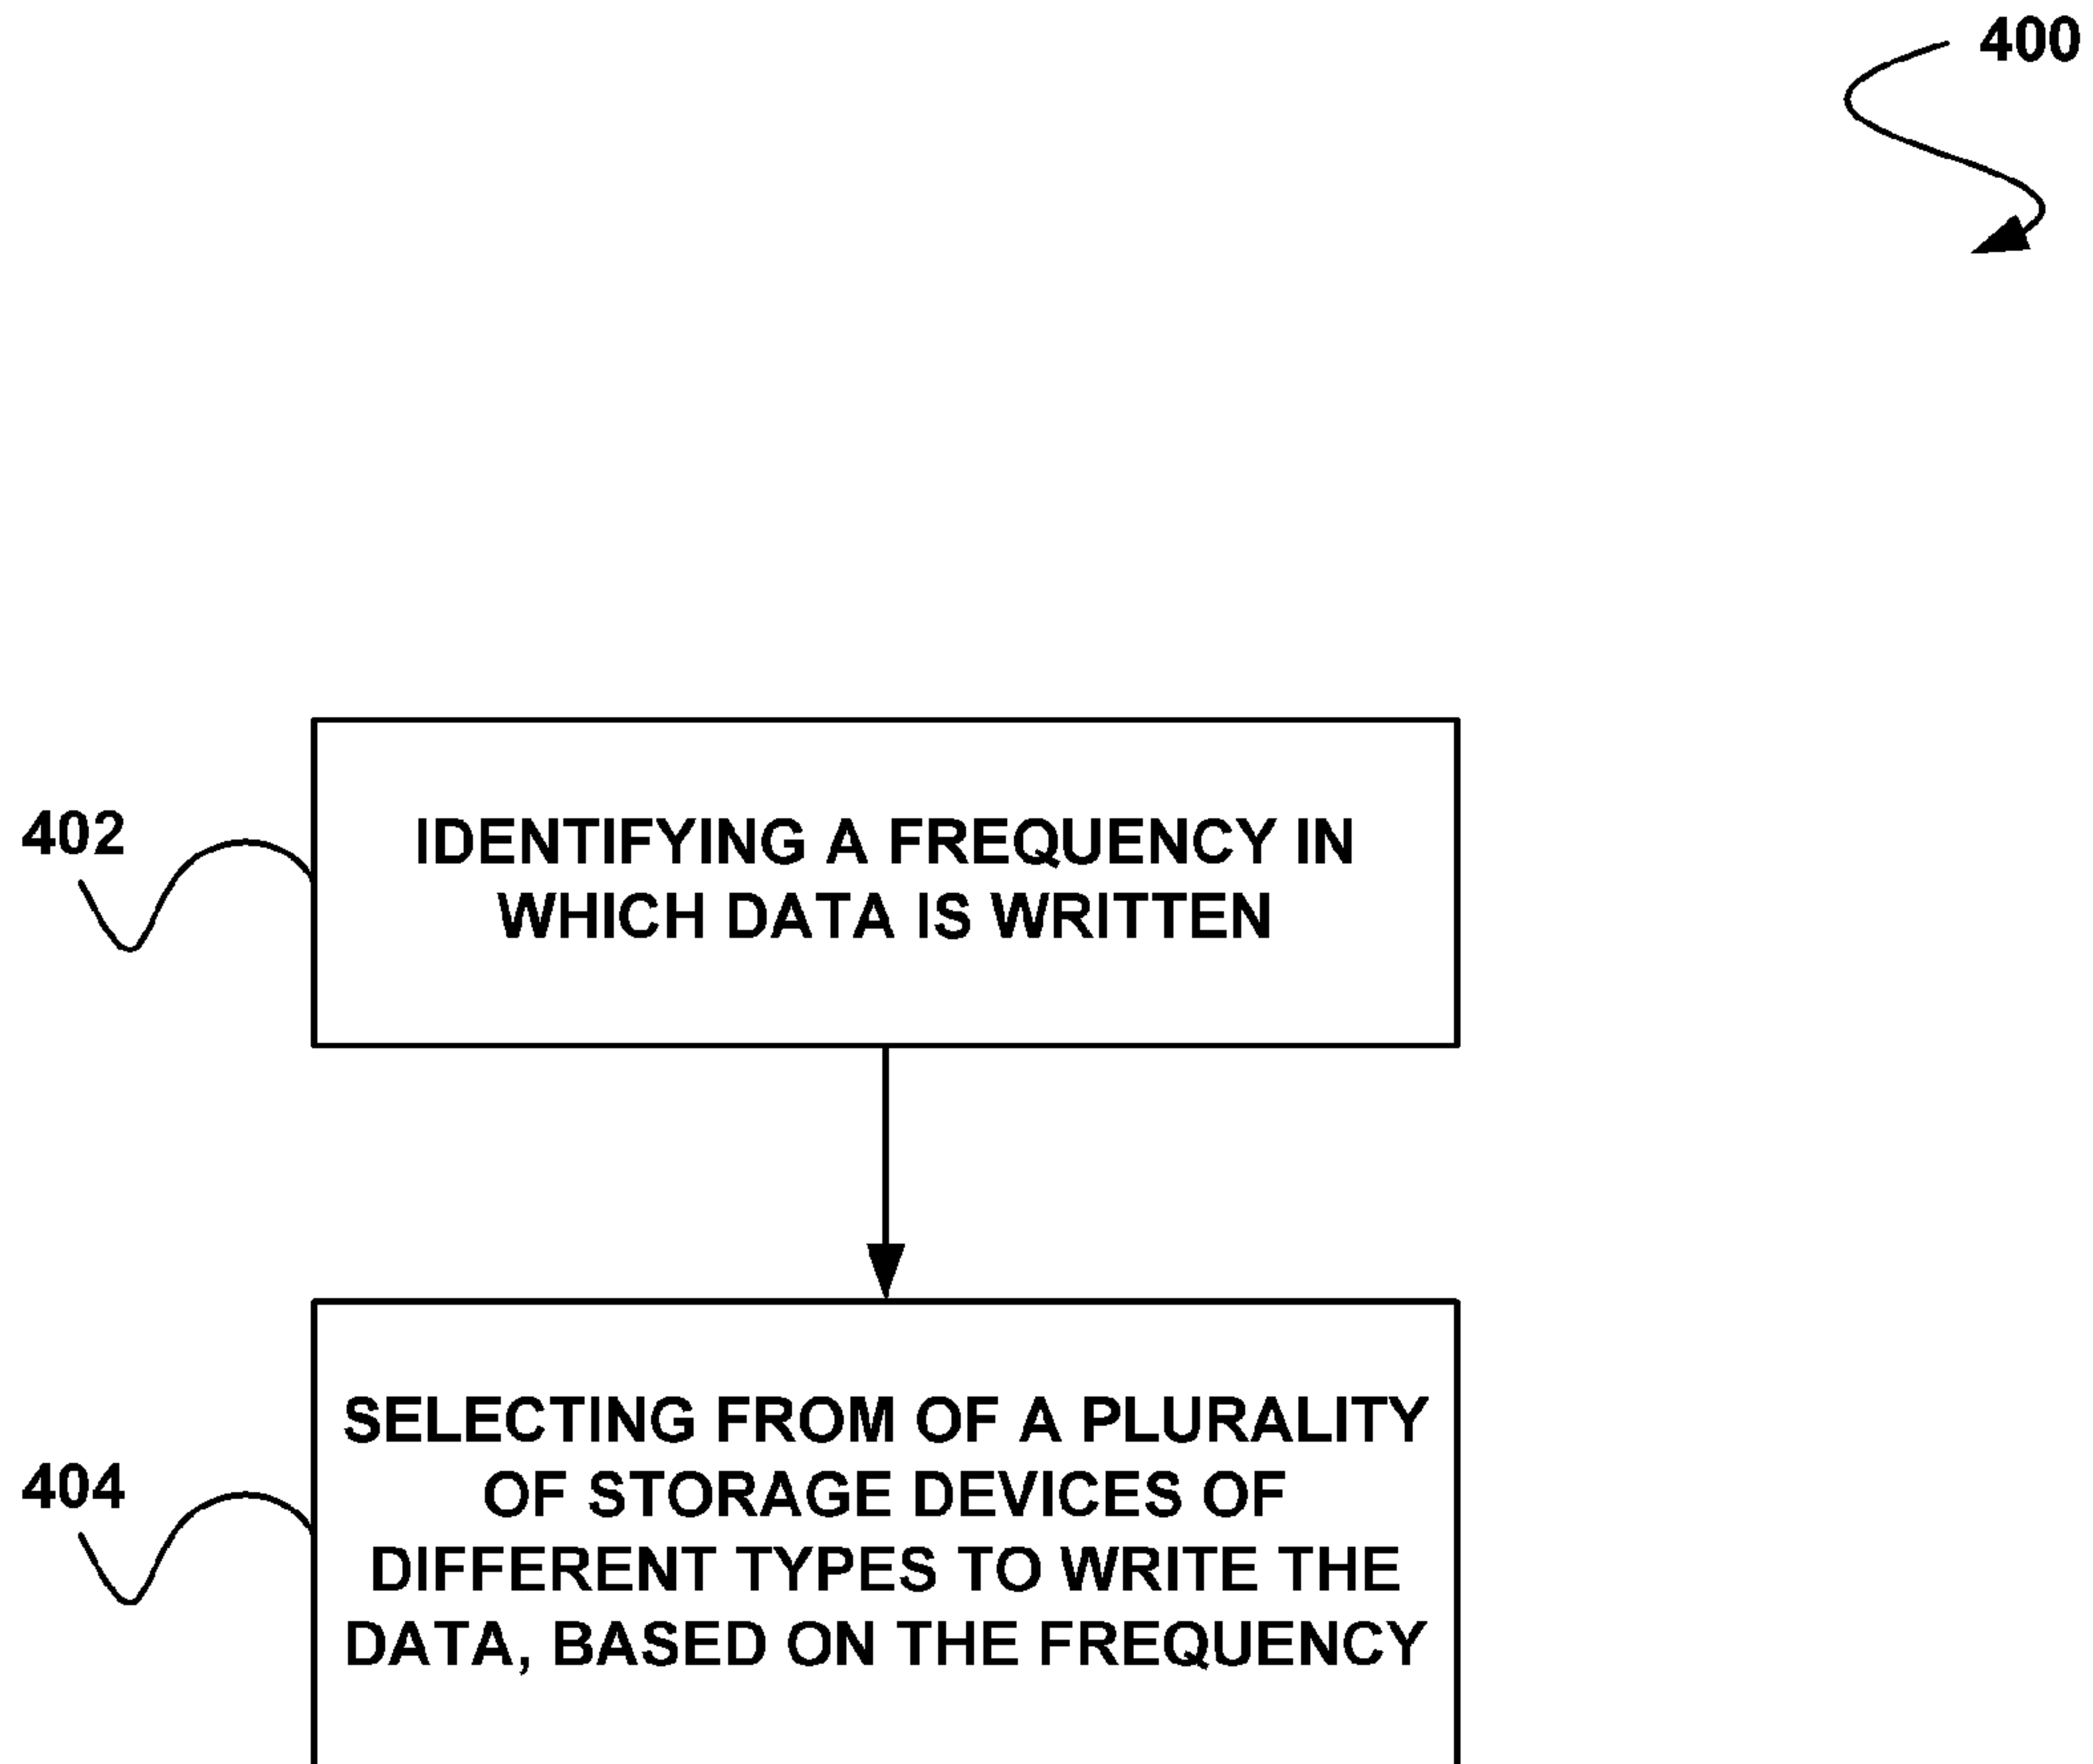 400
402
IDENTIFYING A FREQUENCY IN
WHICH DATA IS WRITTEN
404
SELECTING FROM OF A PLURALITY
OF STORAGE DEVICES OF
DIFFERENT TYPES TO WRITE THE
DATA, BASED ON THE FREQUENCY